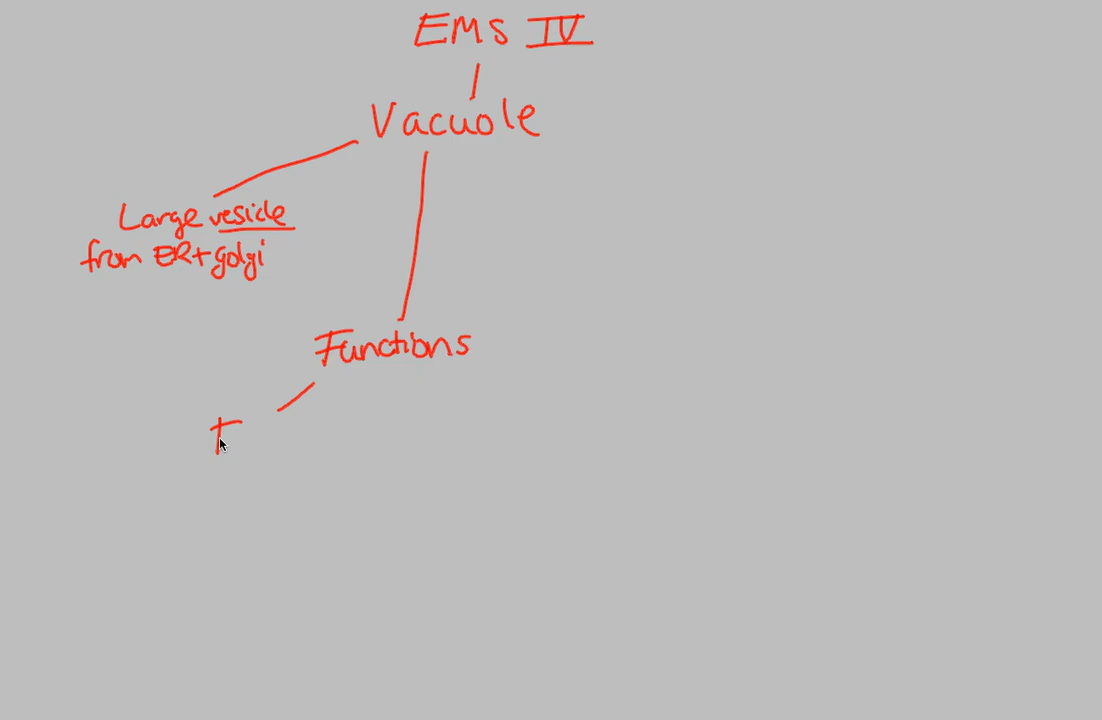 EMS IV
Vacuole
Large vesicle
from ER+golgi
Functions